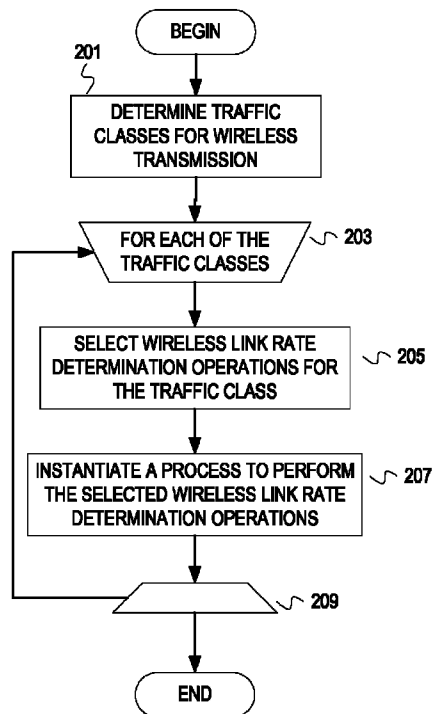 BEGIN
201
DETERMINE TRAFFIC
CLASSES FOR WIRELESS
TRANSMISSION
FOR EACH OF THE
TRAFFIC CLASSES
203
SELECT WIRELESS LINK RATE
DETERMINATION OPERATIONS FOR
THE TRAFFIC CLASS
205
INSTANTIATE A PROCESS TO PERFORM
THE SELECTED WIRELESS LINK RATE
DETERMINATION OPERATIONS
207
209
END